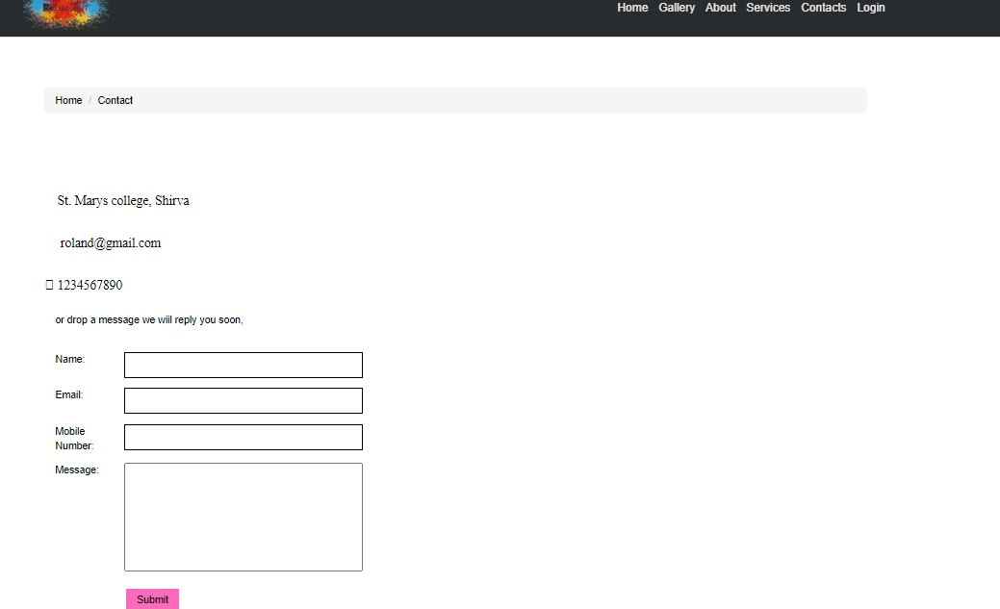 Home Gallery About Services Contacts Login
Home / Contact
St. Marys college, Shirva
roland@gmail.com
1234567890
or drop a message we wiil reply you soon,
Name:
Email:
Mobile
Number:
Message:
Submit